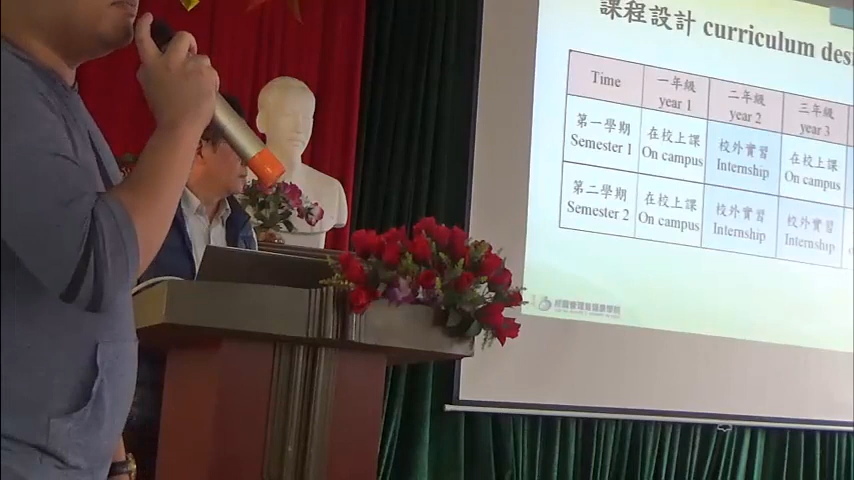 課程設計 curriculum des
Time
一年級
year 1
二年級
year 2
三年級
year 3
第一學期
Semester 1
在校上課
On campus
校外實習
Internship
在校上課
On campus
第二學期
Semester 2
在校上課
On campus
校外實習
Internship
校外實習
Internship